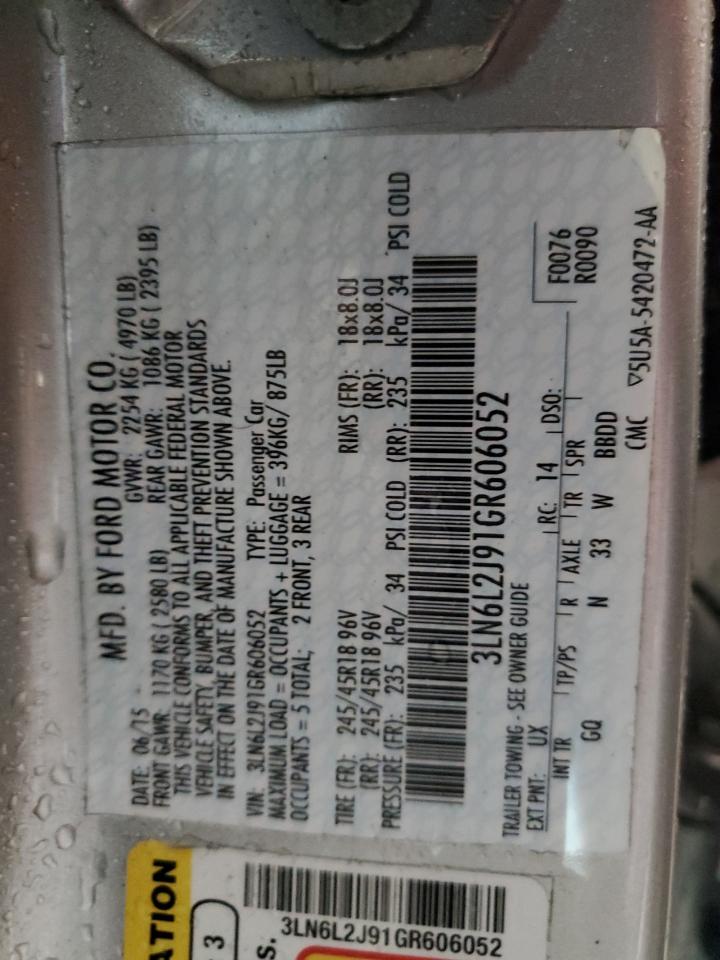 MFD. BY FORD MOTOR CO.
DATE: 06/15 GVWR: 2254 KG ( 4970 LB)
FRONT GAWR: 1170 KG ( 2580 LB) REAR GAWR: 1086 KG ( 2395 LB)
THIS VEHICLE CONFORMS TO ALL APPLICABLE FEDERAL MOTOR
VEHICLE SAFETY, BUMPER, AND THEFT PREVENTION STANDARDS
IN EFFECT ON THE DATE OF MANUFACTURE SHOWN ABOVE.
VIN: 3LN6L2J91GR606052 TYPE: Passenger Car
MAXIMUM LOAD = OCCUPANTS + LUGGAGE = 396KG/ 875LB
OCCUPANTS = 5 TOTAL; 2 FRONT, 3 REAR
TIRE (FR): 245/45R18 96V RIMS (FR): 18x8.0J
(RR): 245/45R18 96V (RR): 18x8.0J
PRESSURE (FR): 235 kPa/ 34 PSI COLD (RR): 235 kPa/ 34 PSI COLD
3LN6L2J91GR606052
TRAILER TOWING - SEE OWNER GUIDE
EXT PNT: UX RC: 14 DSO: F0076
INT TR TP/PS R AXLE TR SPR R0090
GQ N 33 W BBDD
CMC ▽5U5A-5420472-AA
ATION
3
s.
3LN6L2J91GR606052